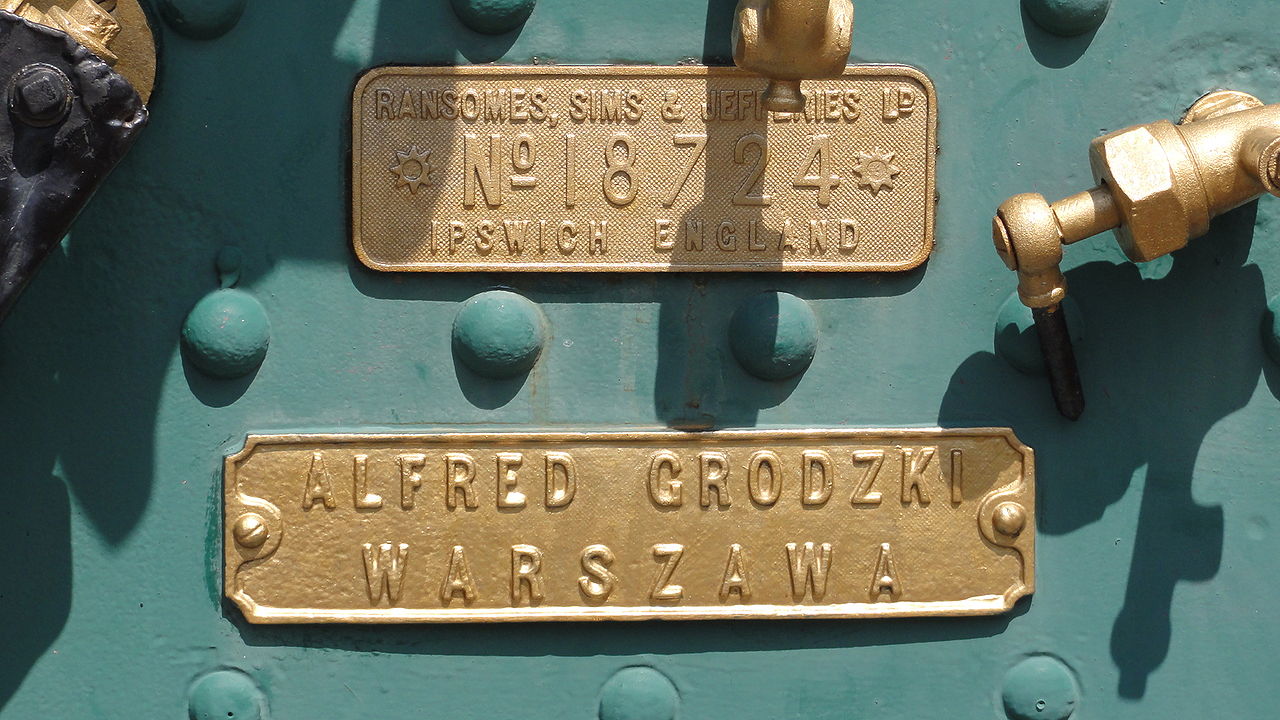 RANSOMES, SIMS & JEFFERIES LD
No 18724
IPSWICH ENGLAND
ALFRED GRODZKI
WARSZAWA